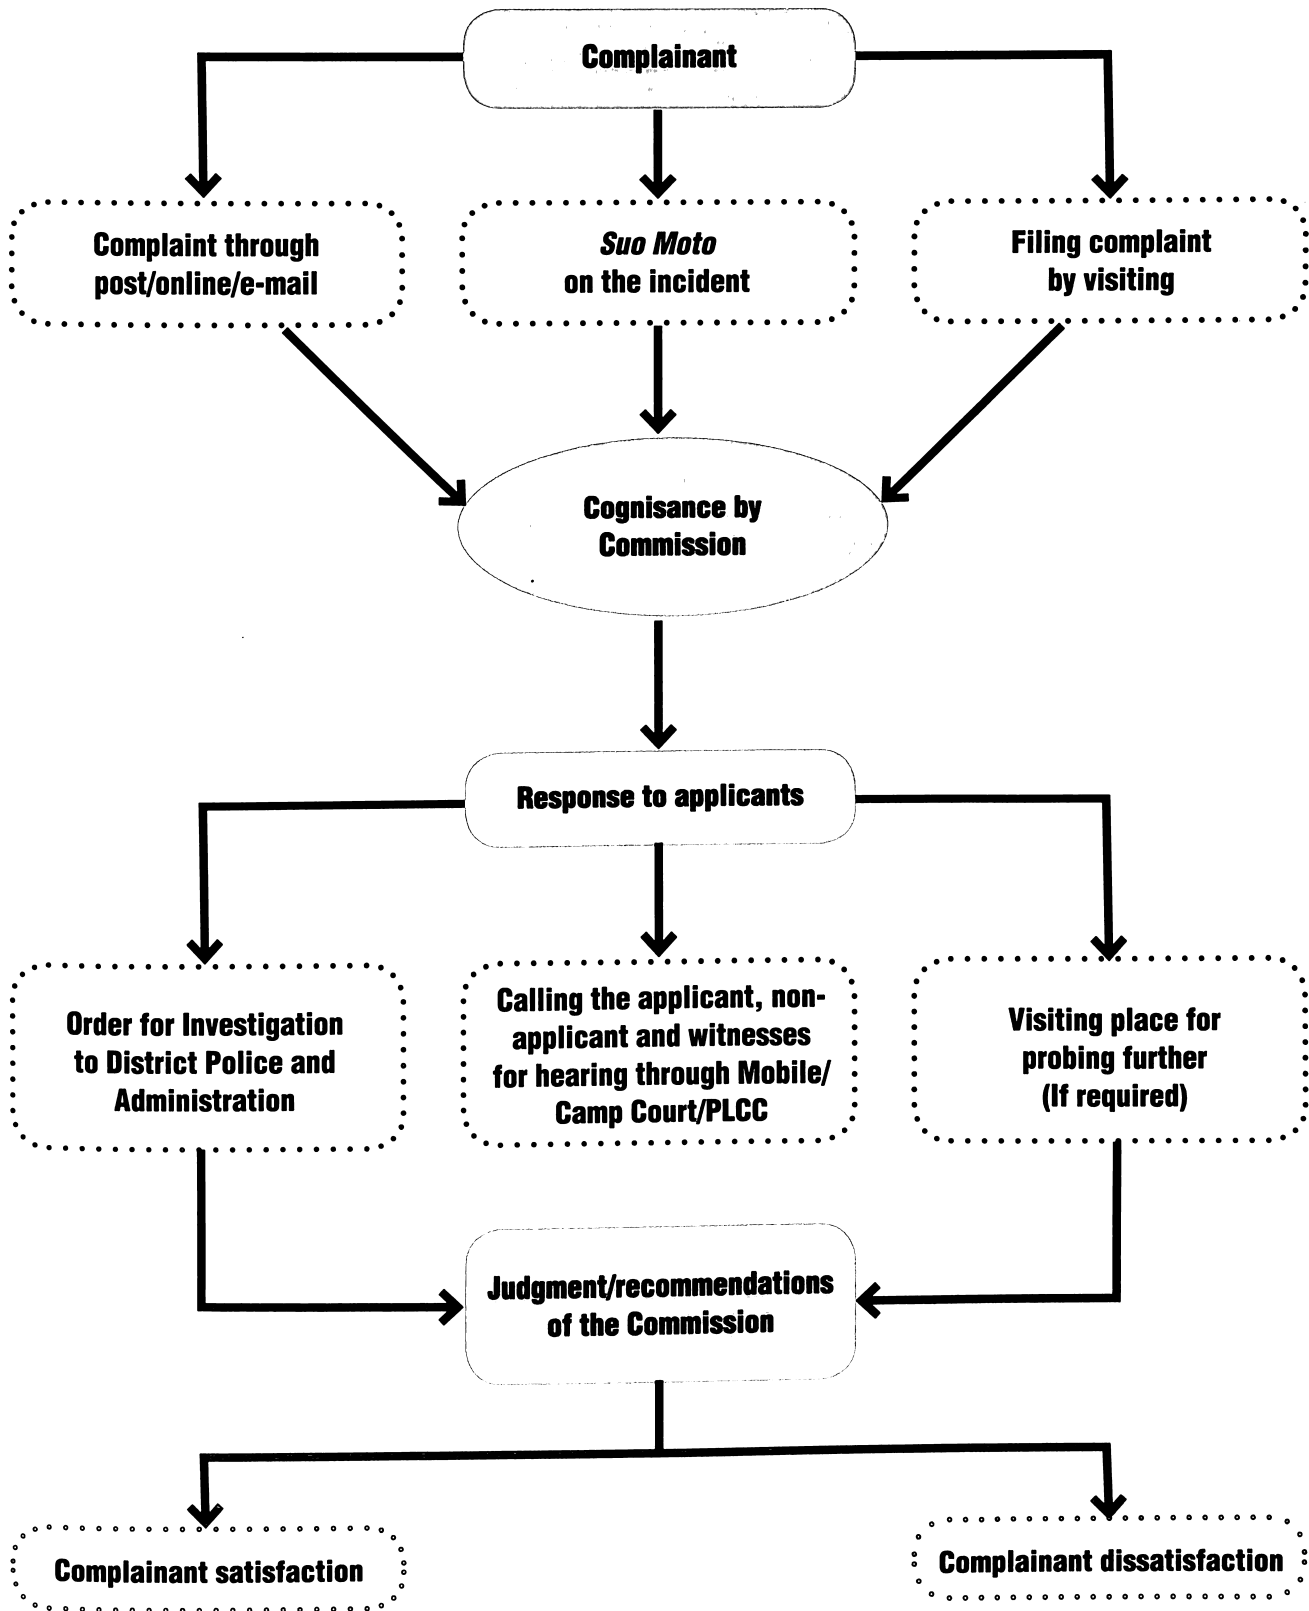 Complainant
Complaint through
post/online/e-mail
Suo Moto
on the incident
Filing complaint
by visiting
Cognisance by
Commission
Response to applicants
Order for Investigation
to District Police and
Administration
Calling the applicant, non-
applicant and witnesses
for hearing through Mobile/
Camp Court/PLCC
Visiting place for
probing further
(If required)
Judgment/recommendations
of the Commission
Complainant satisfaction
Complainant dissatisfaction